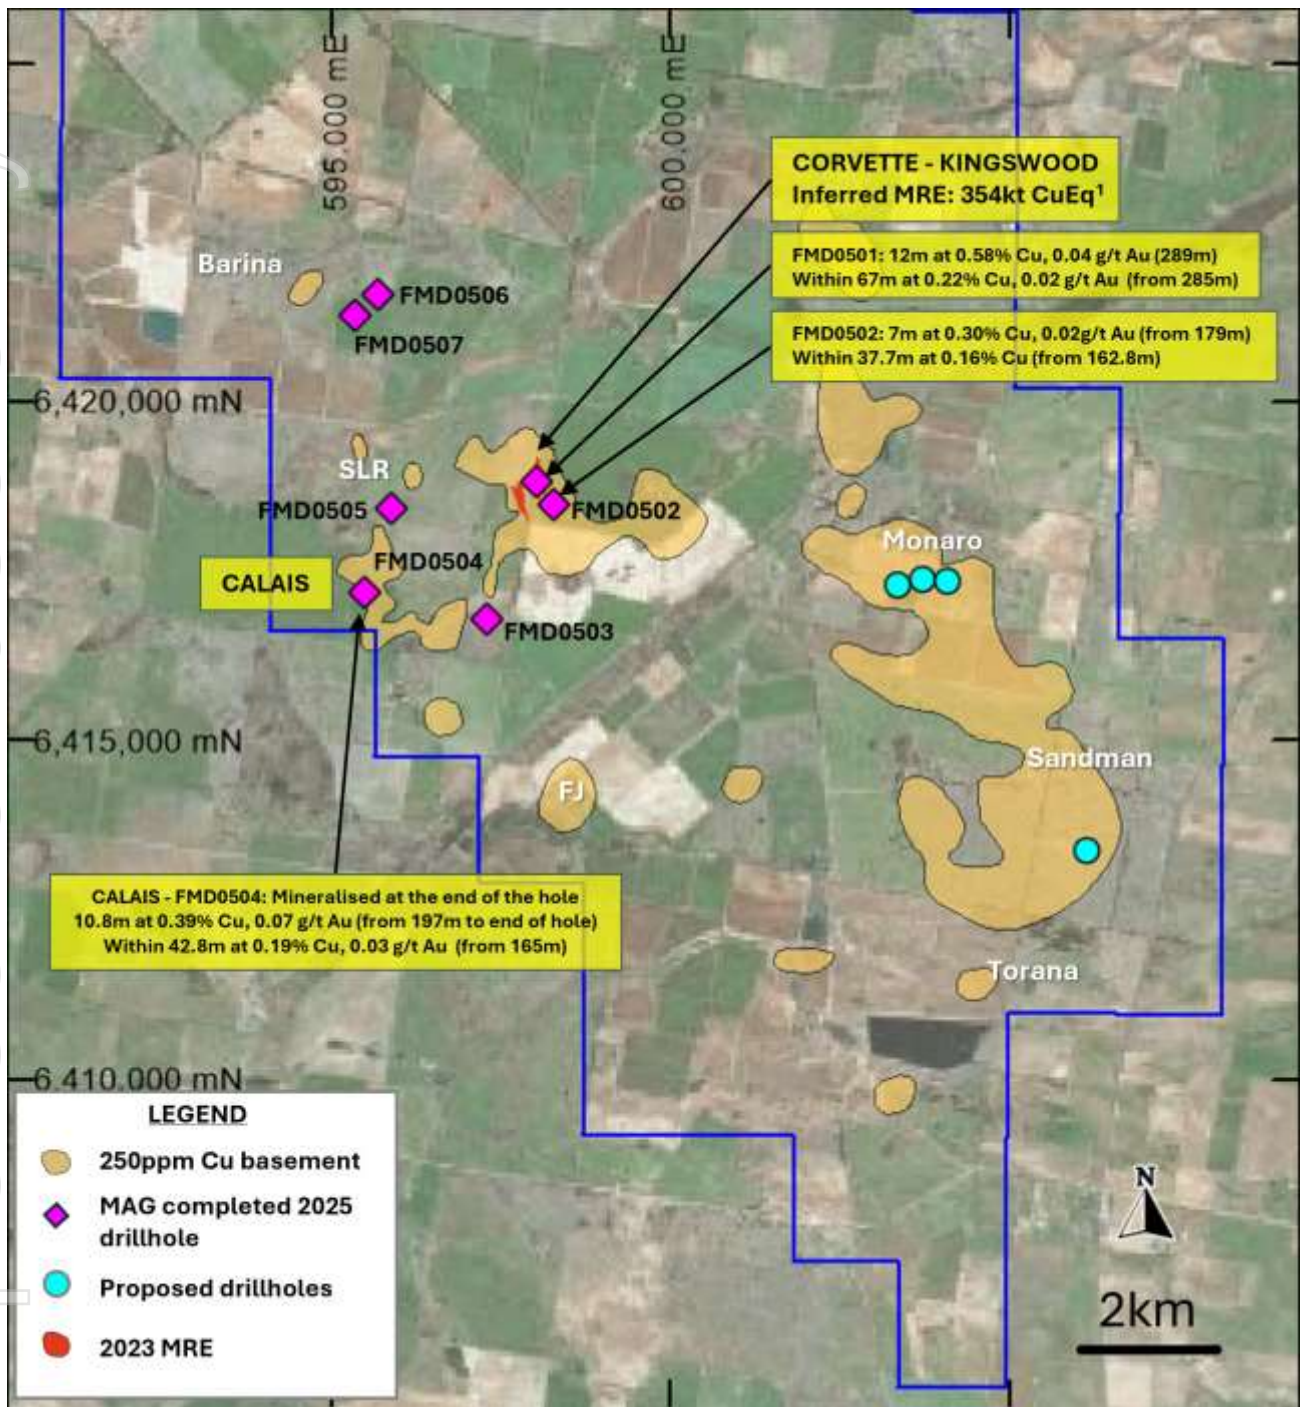 595,000 mE
600,000 mE
CORVETTE - KINGSWOOD
Inferred MRE: 354kt CuEq¹
FMD0501: 12m at 0.58% Cu, 0.04 g/t Au (289m)
Within 67m at 0.22% Cu, 0.02 g/t Au (from 285m)
FMD0502: 7m at 0.30% Cu, 0.02g/t Au (from 179m)
Within 37.7m at 0.16% Cu (from 162.8m)
Barina
FMD0506
FMD0507
6,420,000 mN
SLR
FMD0505
FMD0502
Monaro
FMD0504
CALAIS
FMD0503
6,415,000 mN
Sandman
FJ
CALAIS - FMD0504: Mineralised at the end of the hole
10.8m at 0.39% Cu, 0.07 g/t Au (from 197m to end of hole)
Within 42.8m at 0.19% Cu, 0.03 g/t Au (from 165m)
Torana
6,410,000 mN
LEGEND
250ppm Cu basement
MAG completed 2025
drillhole
Proposed drillholes
2023 MRE
N
2km